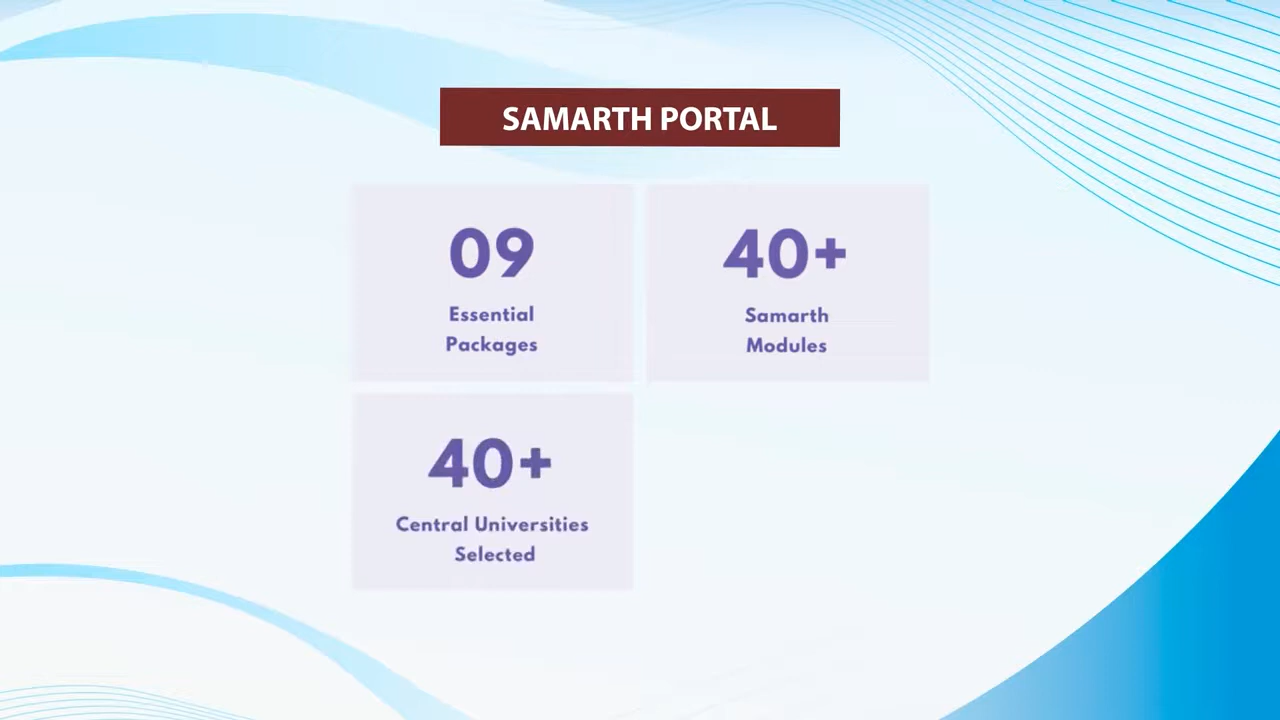 SAMARTH PORTAL
09
Essential
Packages
40+
Samarth
Modules
40+
Central Universities
Selected